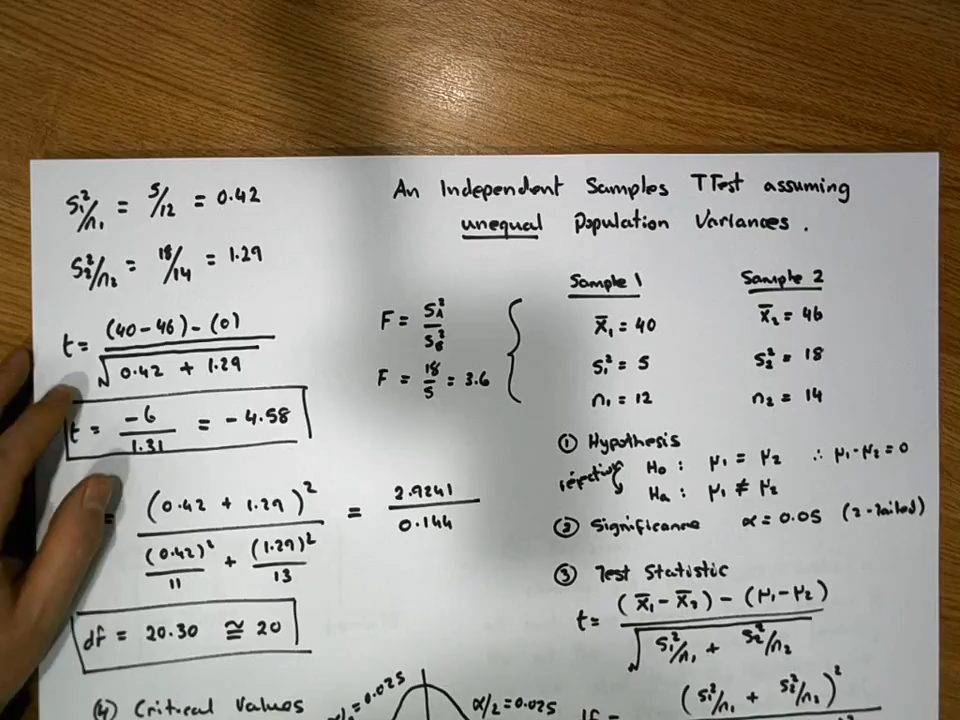 An Independent Samples TTest assuming
unequal Population Variances.
S₁²/n₁ = 5/12 = 0.42
S₂²/n₂ = 18/14 = 1.29
t = (40-46)-(0) / √(0.42 + 1.29)
t = -6 / 1.31 = -4.58
= (0.42 + 1.29)² / ((0.42)²/11 + (1.29)²/13) = 2.9241 / 0.144
df = 20.30 ≅ 20
④ Critical Values
α/2 = 0.025
F = S_A² / S_B²
F = 18/5 = 3.6
Sample 1
x̄₁ = 40
S₁² = 5
n₁ = 12
Sample 2
x̄₂ = 46
S₂² = 18
n₂ = 14
① Hypothesis
rejecting
H₀ : μ₁ = μ₂ ∴ μ₁-μ₂ = 0
Hₐ : μ₁ ≠ μ₂
② Significance α = 0.05 (2-tailed)
③ Test Statistic
t = (x̄₁ - x̄₂) - (μ₁-μ₂) / √(S₁²/n₁ + S₂²/n₂)
(S₁²/n₁ + S₂²/n₂)²